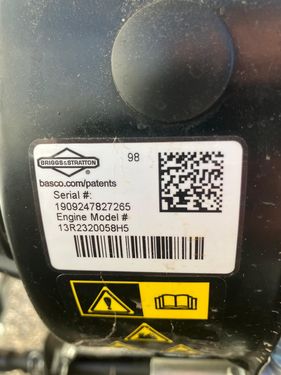 BRIGGS&STRATTON
98
basco.com/patents
Serial #:
1909247827265
Engine Model #
13R2320058H5